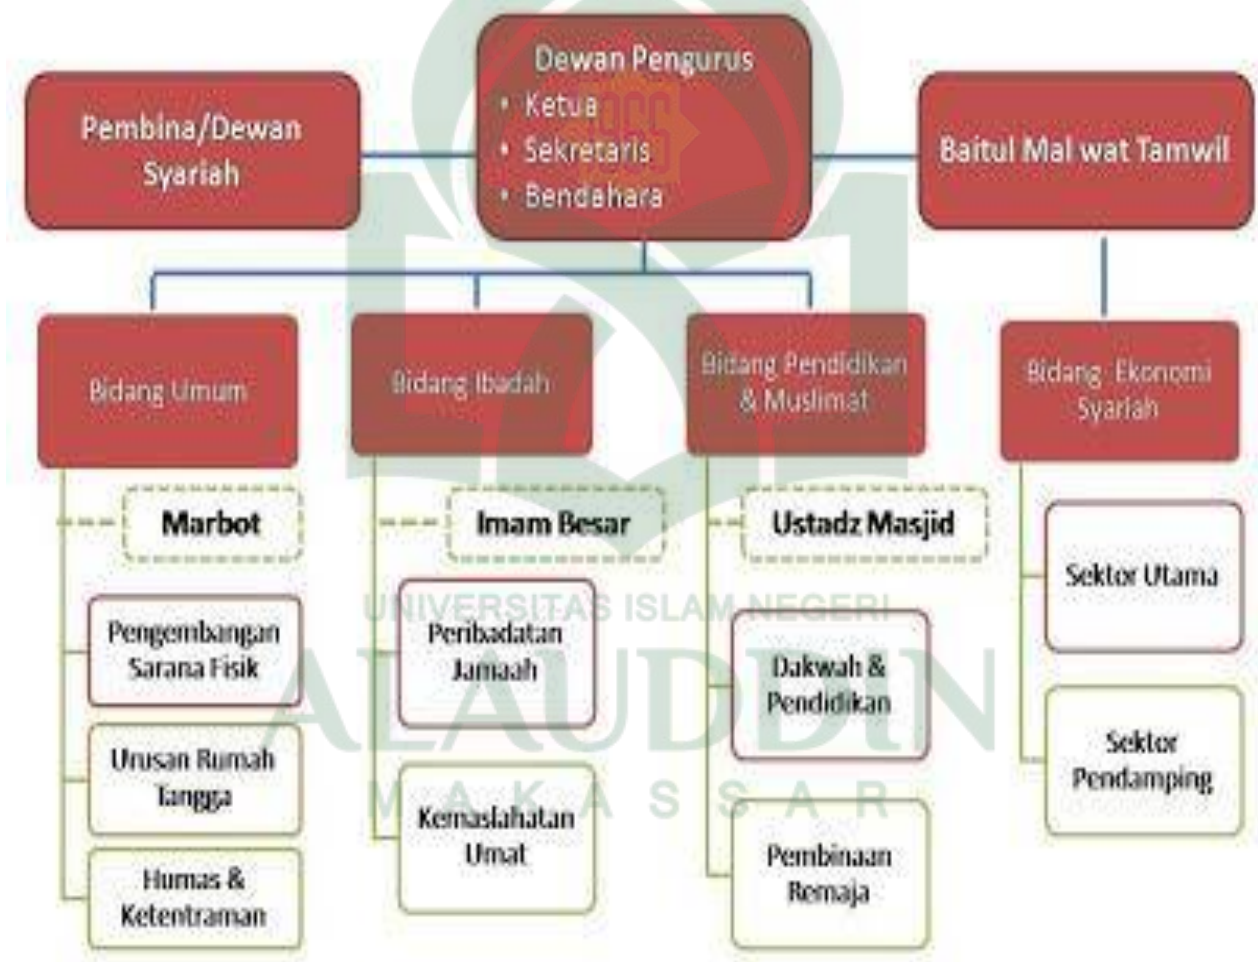 Dewan Pengurus
• Ketua
• Sekretaris
• Bendahara
Pembina/Dewan
Syariah
Baitul Mal wat Tamwil
Bidang Umum
Bidang Ibadah
Bidang Pendidikan
& Muslimat
Bidang Ekonomi
Syariah
Marbot
Imam Besar
Ustadz Masjid
Pengembangan
Sarana Fisik
Urusan Rumah
Tangga
Humas &
Ketentraman
Peribadatan
Jamaah
Kemaslahatan
Umat
Dakwah &
Pendidikan
Pembinaan
Remaja
Sektor Utama
Sektor
Pendamping
1965
UNIVERSITAS ISLAM NEGERI
ALAUDDIN
MAKASSAR